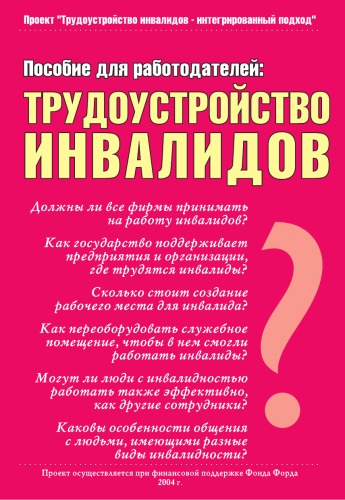 Проект "Трудоустройство инвалидов - интегрированный подход"
Пособие для работодателей:
ТРУДОУСТРОЙСТВО
ИНВАЛИДОВ
Должны ли все фирмы принимать
на работу инвалидов?
Как государство поддерживает
предприятия и организации,
где трудятся инвалиды?
Сколько стоит создание
рабочего места для инвалида?
Как переоборудовать служебное
помещение, чтобы в нем смогли
работать инвалиды?
Могут ли люди с инвалидностью
работать также эффективно,
как другие сотрудники?
Каковы особенности общения
с людьми, имеющими разные
виды инвалидности?
?
Проект осуществляется при финансовой поддержке Фонда Форда
2004 г.